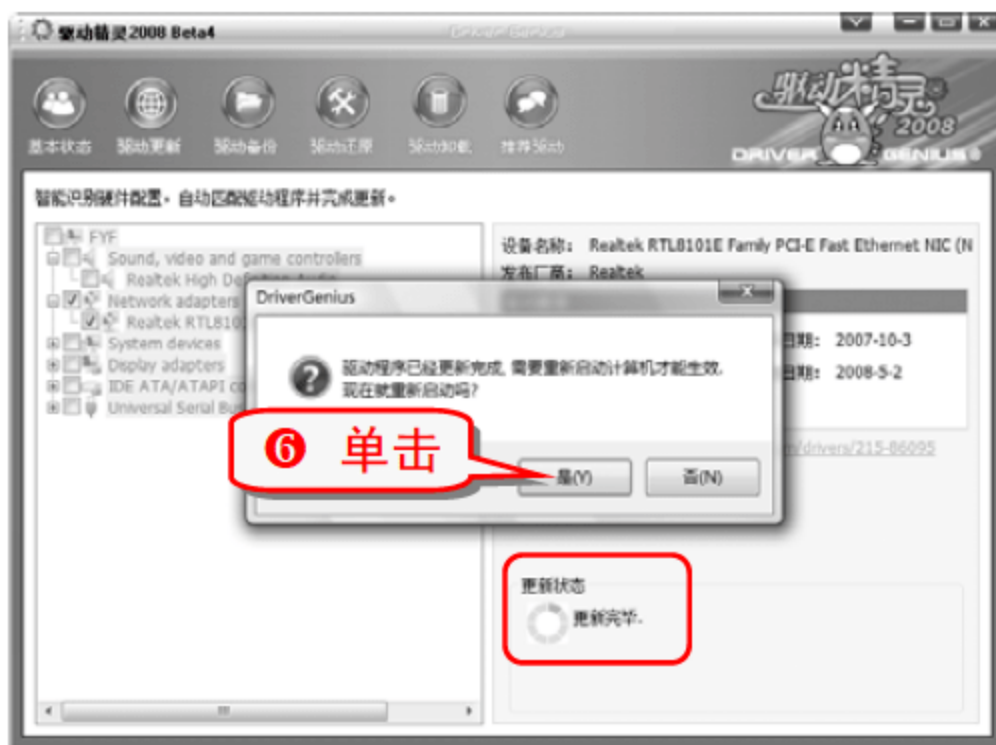 驱动精灵2008 Beta4
Driver Genius
驱动精灵
2008
DRIVER GENIUS
基本状态 驱动更新 驱动备份 驱动还原 驱动卸载 推荐驱动
智能识别硬件配置。自动匹配驱动程序并完成更新。
FYF
Sound, video and game controllers
Realtek High Definition Audio
Network adapters
Realtek RTL8101
System devices
Display adapters
IDE ATA/ATAPI co
Universal Serial Bus
设备名称: Realtek RTL8101E Family PCI-E Fast Ethernet NIC (N
发布厂商: Realtek
日期: 2007-10-3
日期: 2008-5-2
m/drivers/215-86095
DriverGenius
驱动程序已经更新完成, 需要重新启动计算机才能生效.
现在就重新启动吗?
❻ 单击
是(Y) 否(N)
更新状态
更新完毕.